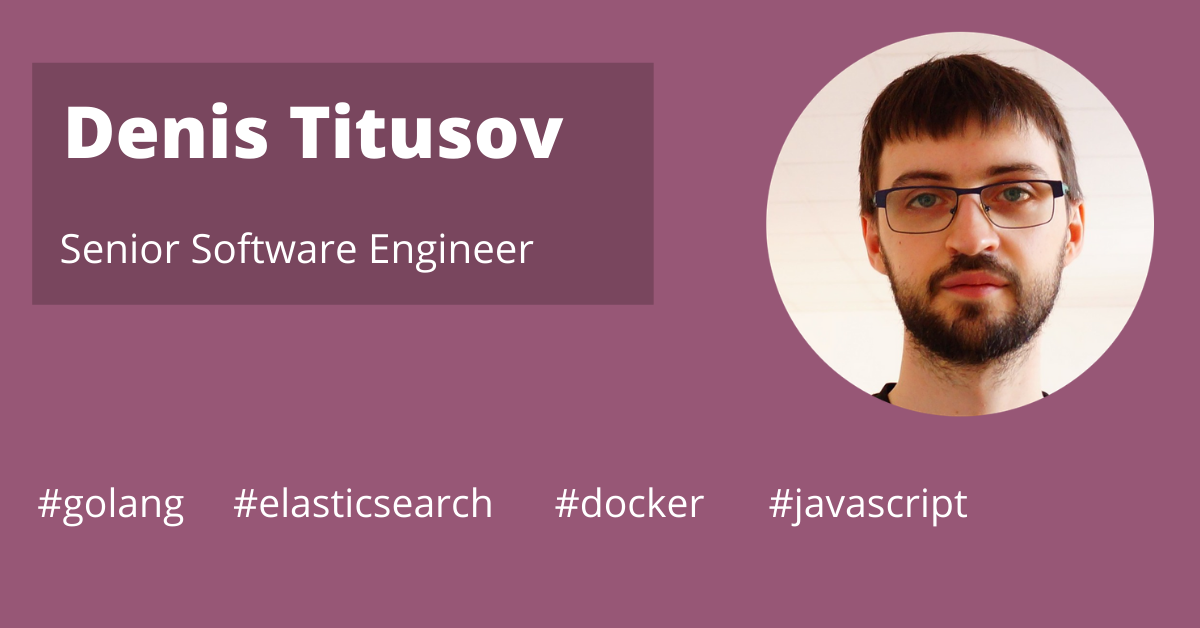 Denis Titusov
Senior Software Engineer
#golang #elasticsearch #docker #javascript